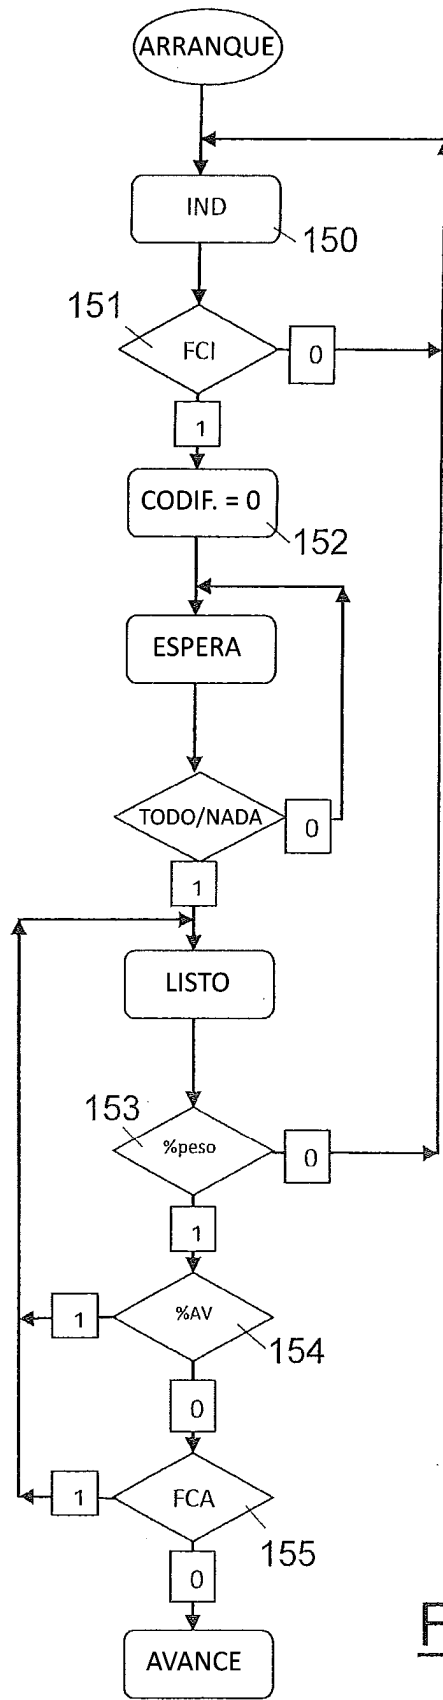 ARRANQUE
IND
150
151
FCI
0
1
CODIF. = 0
152
ESPERA
TODO/NADA
0
1
LISTO
153
%peso
0
1
%AV
1
154
0
FCA
1
155
0
AVANCE
F